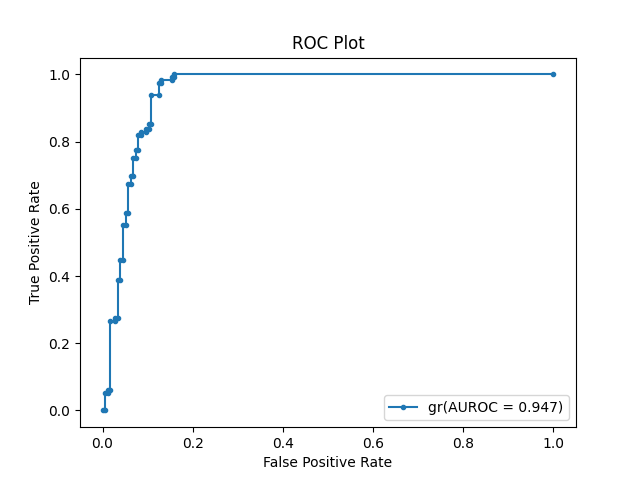 ROC Plot
True Positive Rate
1.0
0.8
0.6
0.4
0.2
0.0
gr(AUROC = 0.947)
0.0 0.2 0.4 0.6 0.8 1.0
False Positive Rate